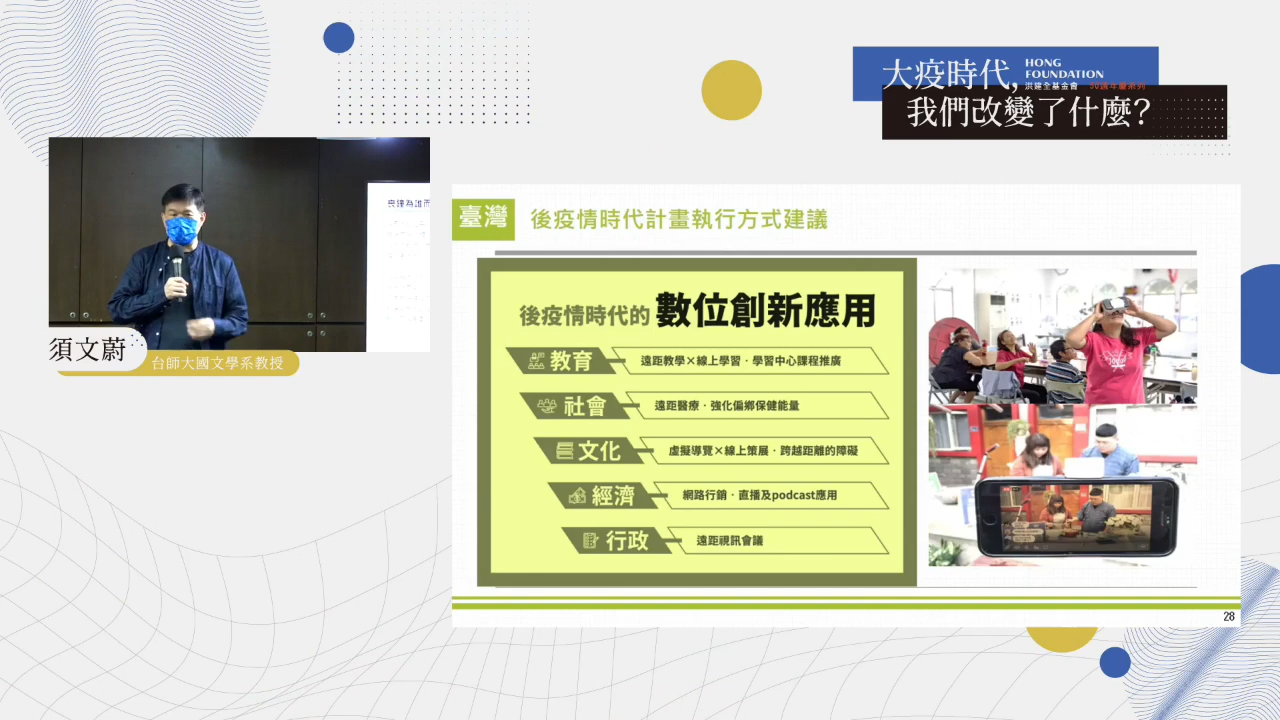 大疫時代,
HONG
FOUNDATION
洪建全基金會 50週年慶系列
我們改變了什麼?
須文蔚
台師大國文學系教授
臺灣 後疫情時代計畫執行方式建議
後疫情時代的 數位創新應用
教育 遠距教學×線上學習‧學習中心課程推廣
社會 遠距醫療‧強化偏鄉保健能量
文化 虛擬導覽×線上策展‧跨越距離的障礙
經濟 網路行銷‧直播及podcast應用
行政 遠距視訊會議
28